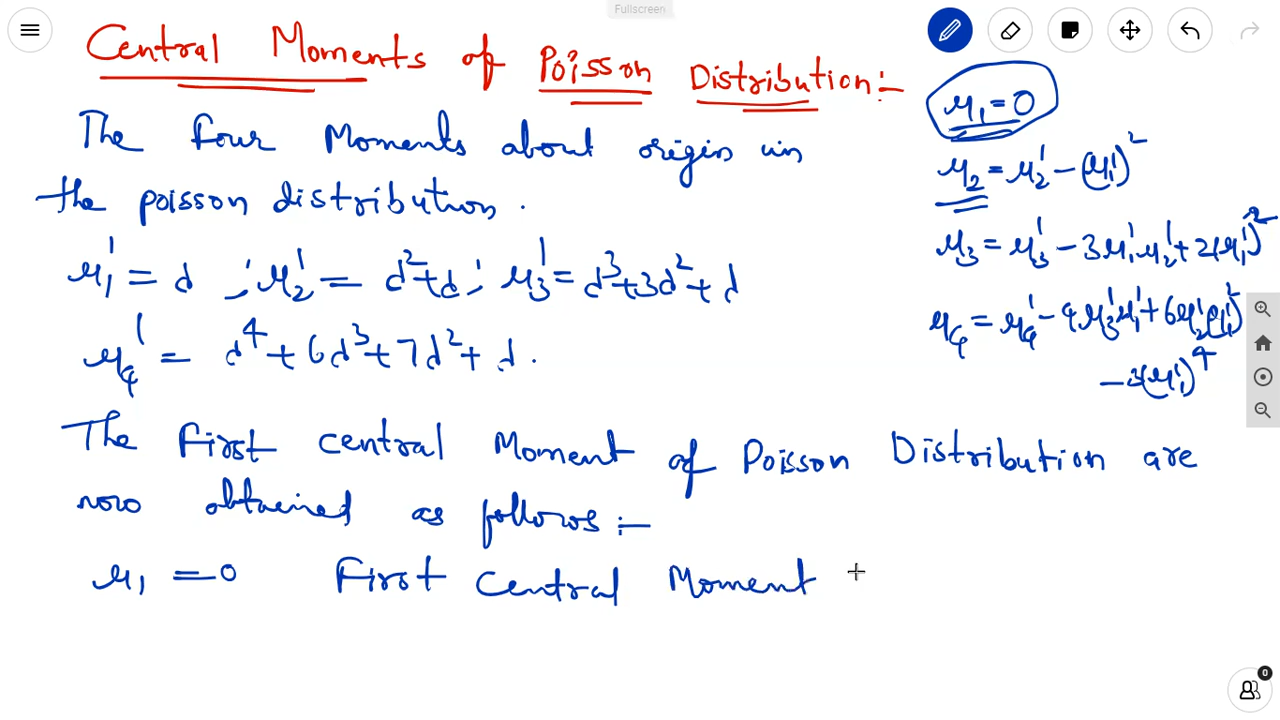 Fullscreen
Central Moments of Poisson Distribution:-
The four Moments about origin in
the poisson distribution.
μ₁' = λ ; μ₂' = λ²+λ ; μ₃' = λ³+3λ²+λ
μ₄' = λ⁴ + 6λ³ + 7λ² + λ .
The First central Moment of Poisson Distribution are
now obtained as follows :-
μ₁ = 0 First Central Moment
μ₁ = 0
μ₂ = μ₂' - (μ₁')²
μ₃ = μ₃' - 3μ₁'μ₂' + 2(μ₁')²
μ₄ = μ₄' - 4μ₃'μ₁' + 6μ₂'(μ₁')²
- 3(μ₁')⁴
0